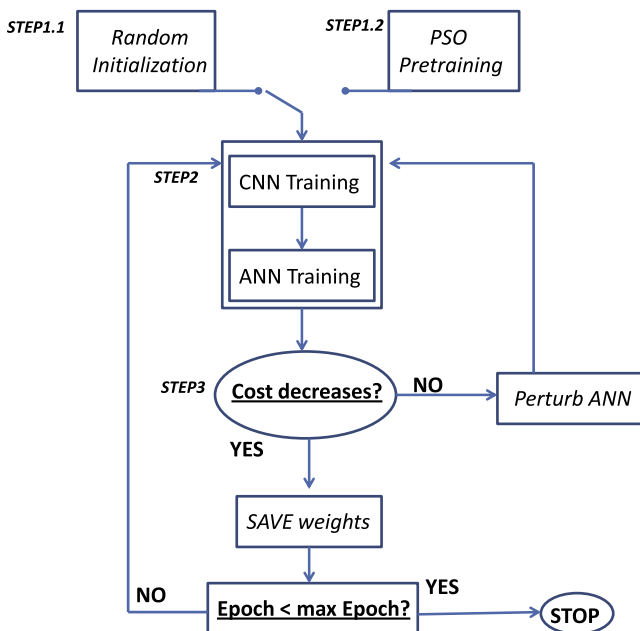 STEP1.1
Random
Initialization
STEP1.2
PSO
Pretraining
STEP2
CNN Training
ANN Training
STEP3
Cost decreases?
NO
Perturb ANN
YES
SAVE weights
NO
Epoch < max Epoch?
YES
STOP